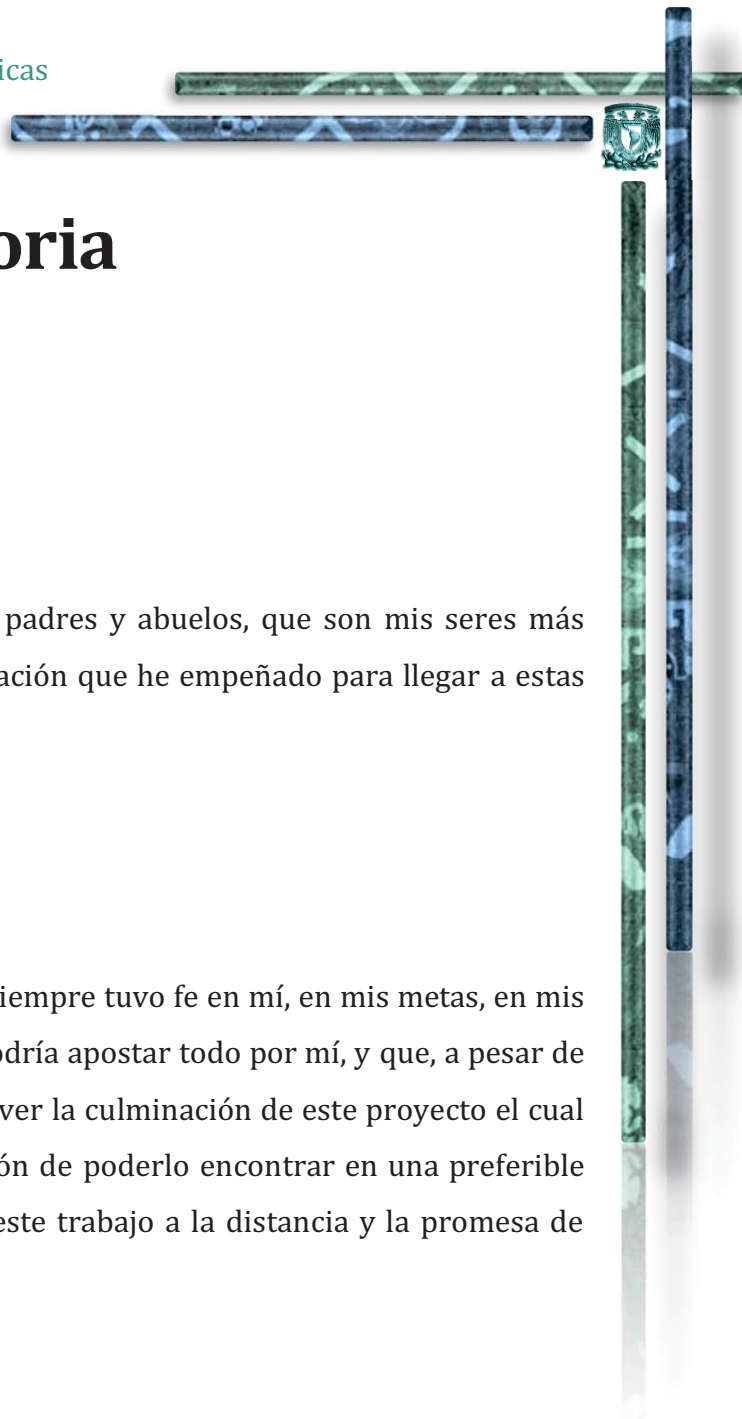 icas
oria
padres y abuelos, que son mis seres más
ación que he empeñado para llegar a estas
iempre tuvo fe en mí, en mis metas, en mis
odría apostar todo por mí, y que, a pesar de
ver la culminación de este proyecto el cual
ón de poderlo encontrar en una preferible
este trabajo a la distancia y la promesa de